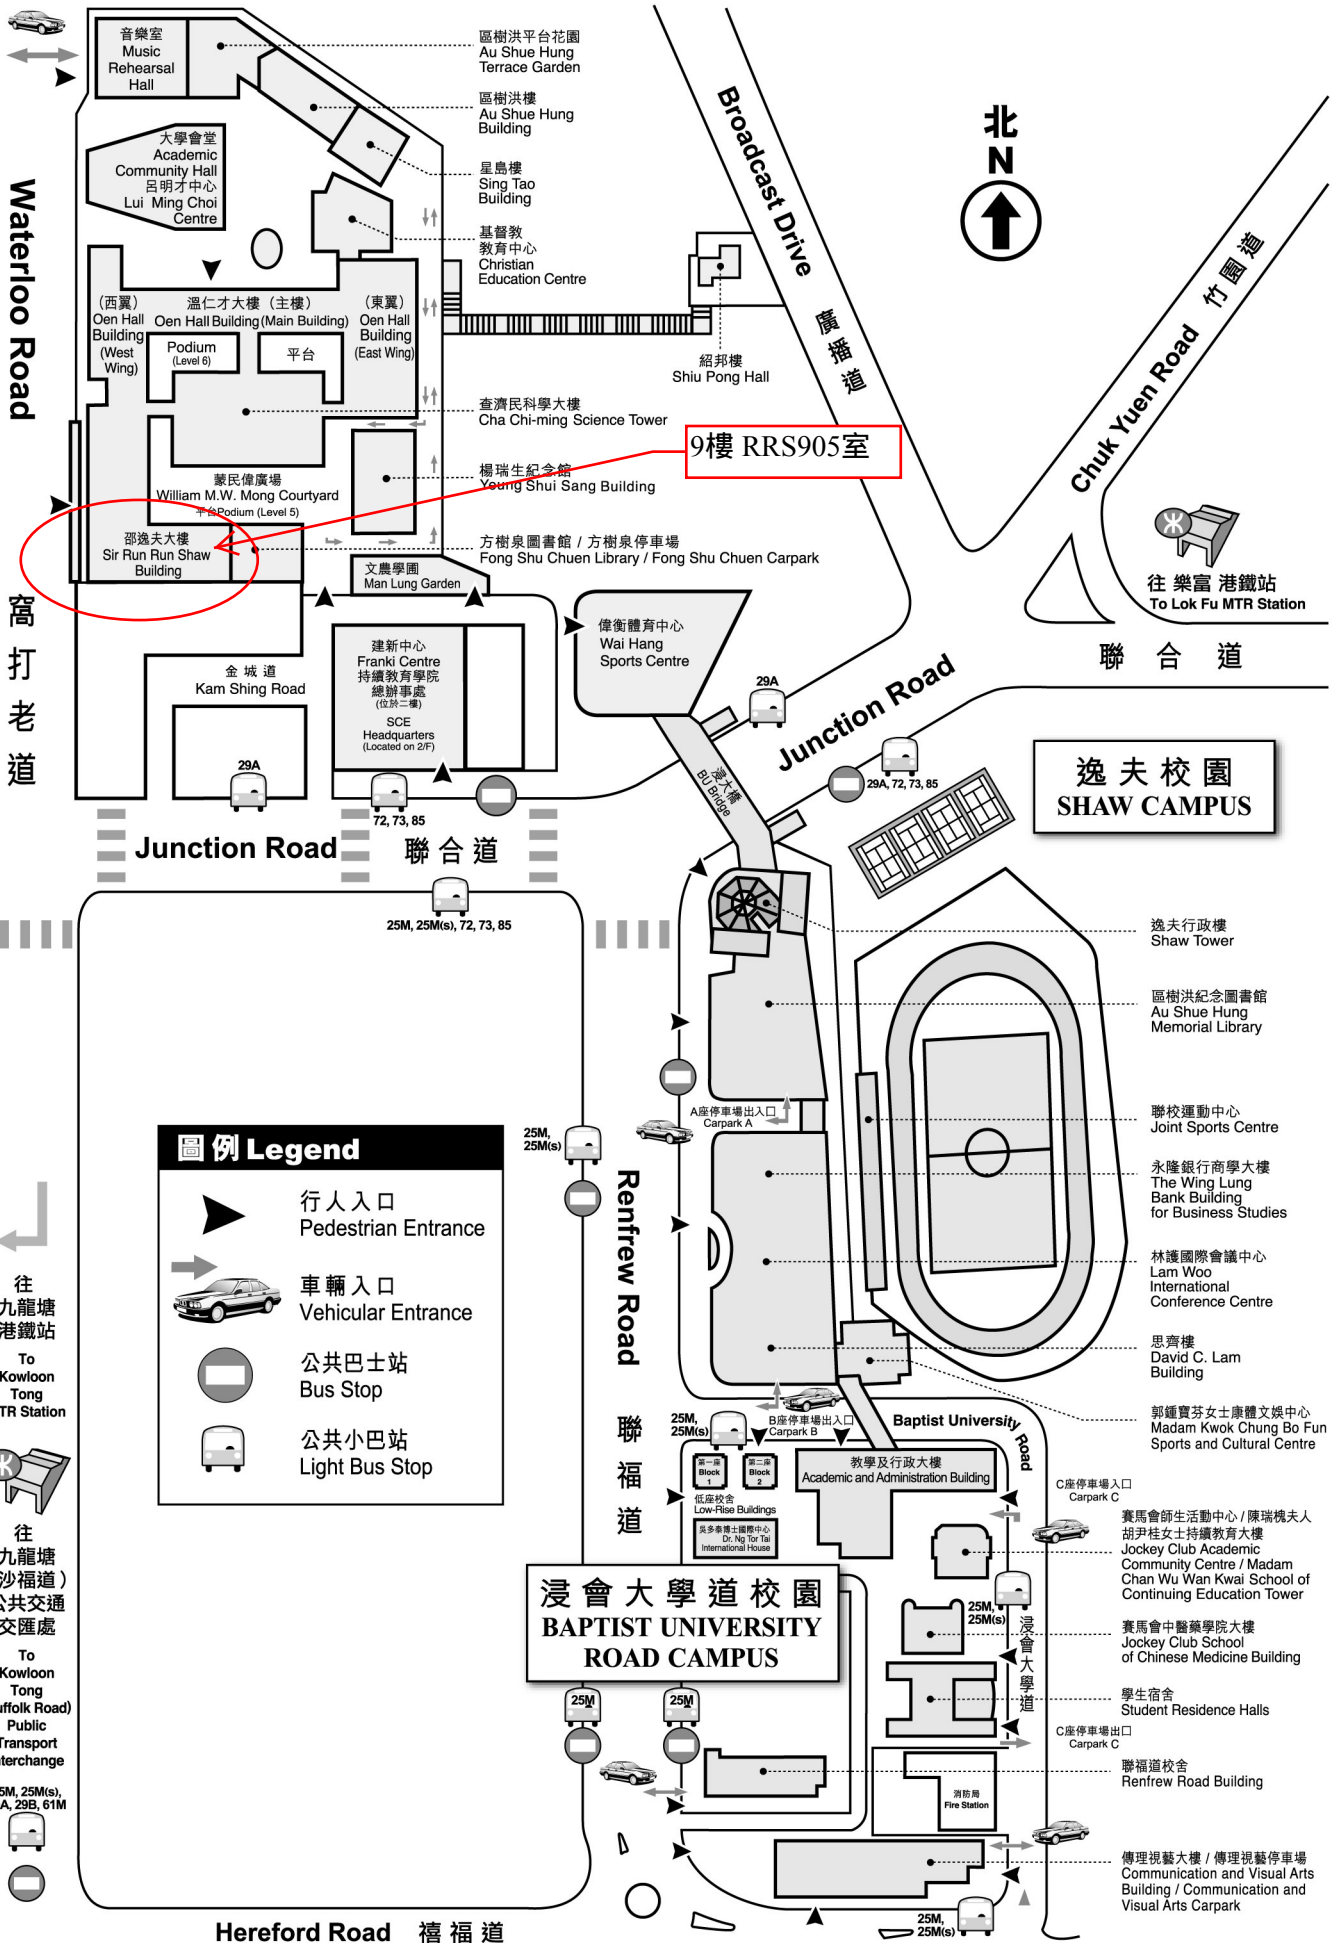 音樂室
Music
Rehearsal
Hall
區樹洪平台花園
Au Shue Hung
Terrace Garden
區樹洪樓
Au Shue Hung
Building
大學會堂
Academic
Community Hall
呂明才中心
Lui Ming Choi
Centre
星島樓
Sing Tao
Building
基督敎
教育中心
Christian
Education Centre
Waterloo Road
窩打老道
Broadcast Drive
廣播道
北
N
Chuk Yuen Road 竹園道
(西翼)
Oen Hall
Building
(West
Wing)
溫仁才大樓(主樓)
Oen Hall Building (Main Building)
(東翼)
Oen Hall
Building
(East Wing)
Podium
(Level 6)
平台
紹邦樓
Shiu Pong Hall
查濟民科學大樓
Cha Chi-ming Science Tower
9樓 RRS905室
楊瑞生紀念館
Yeung Shui Sang Building
蒙民偉廣場
William M.W. Mong Courtyard
平台Podium (Level 5)
邵逸夫大樓
Sir Run Run Shaw
Building
方樹泉圖書館 / 方樹泉停車場
Fong Shu Chuen Library / Fong Shu Chuen Carpark
文農學圃
Man Lung Garden
往 樂富 港鐵站
To Lok Fu MTR Station
聯合道
建新中心
Franki Centre
持續教育學院
總辦事處
(位於二樓)
SCE
Headquarters
(Located on 2/F)
偉衡體育中心
Wai Hang
Sports Centre
金城道
Kam Shing Road
29A
72, 73, 85
29A
Junction Road
浸大橋
BU Bridge
29A, 72, 73, 85
逸夫校園
SHAW CAMPUS
Junction Road 聯合道
25M, 25M(s), 72, 73, 85
逸夫行政樓
Shaw Tower
區樹洪紀念圖書館
Au Shue Hung
Memorial Library
A座停車場出入口
Carpark A
聯校運動中心
Joint Sports Centre
永隆銀行商學大樓
The Wing Lung
Bank Building
for Business Studies
林護國際會議中心
Lam Woo
International
Conference Centre
思齊樓
David C. Lam
Building
郭鍾寶芬女士康體文娛中心
Madam Kwok Chung Bo Fun
Sports and Cultural Centre
圖例 Legend
行人入口
Pedestrian Entrance
車輛入口
Vehicular Entrance
公共巴士站
Bus Stop
公共小巴站
Light Bus Stop
25M,
25M(s)
Renfrew Road
聯福道
往
九龍塘
港鐵站
To
Kowloon
Tong
TR Station
往
九龍塘
沙福道)
公共交通
交匯處
To
Kowloon
Tong
uffolk Road)
Public
Transport
nterchange
5M, 25M(s),
A, 29B, 61M
25M,
25M(s)
B座停車場出入口
Carpark B
Baptist University Road
第一座
Block
1
第二座
Block
2
低座校舍
Low-Rise Buildings
吳多泰博士國際中心
Dr. Ng Tor Tai
International House
教學及行政大樓
Academic and Administration Building
C座停車場入口
Carpark C
賽馬會師生活動中心 / 陳瑞槐夫人
胡尹桂女士持續教育大樓
Jockey Club Academic
Community Centre / Madam
Chan Wu Wan Kwai School of
Continuing Education Tower
浸會大學道校園
BAPTIST UNIVERSITY
ROAD CAMPUS
25M,
25M(s)
浸會大學道
賽馬會中醫藥學院大樓
Jockey Club School
of Chinese Medicine Building
學生宿舍
Student Residence Halls
C座停車場出口
Carpark C
25M
25M
聯福道校舍
Renfrew Road Building
消防局
Fire Station
傳理視藝大樓 / 傳理視藝停車場
Communication and Visual Arts
Building / Communication and
Visual Arts Carpark
25M,
25M(s)
Hereford Road 禧福道